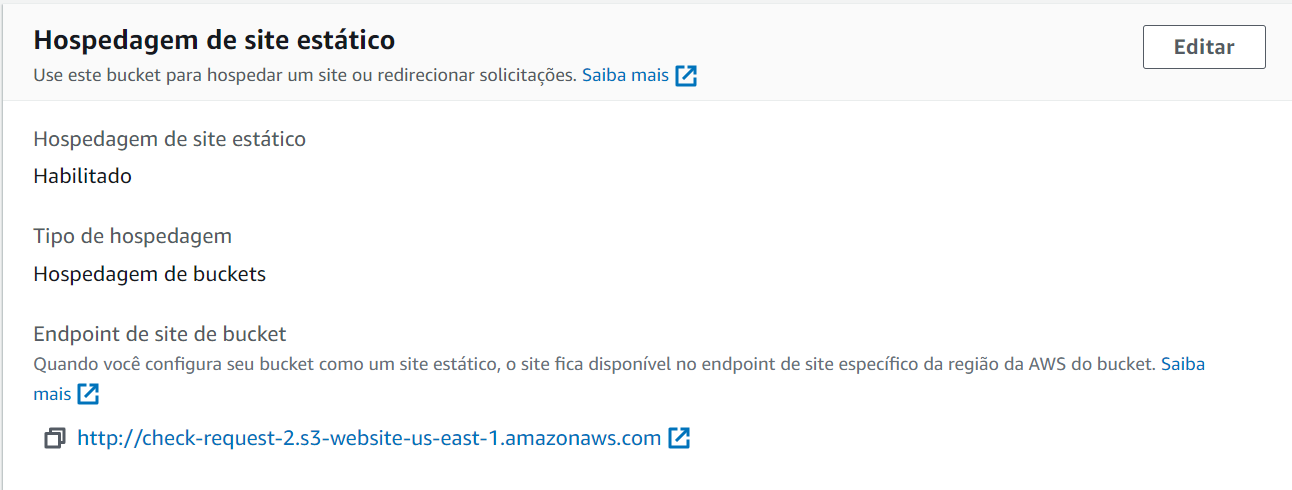 Hospedagem de site estático
Editar
Use este bucket para hospedar um site ou redirecionar solicitações. Saiba mais
Hospedagem de site estático
Habilitado
Tipo de hospedagem
Hospedagem de buckets
Endpoint de site de bucket
Quando você configura seu bucket como um site estático, o site fica disponível no endpoint de site específico da região da AWS do bucket. Saiba
mais
http://check-request-2.s3-website-us-east-1.amazonaws.com